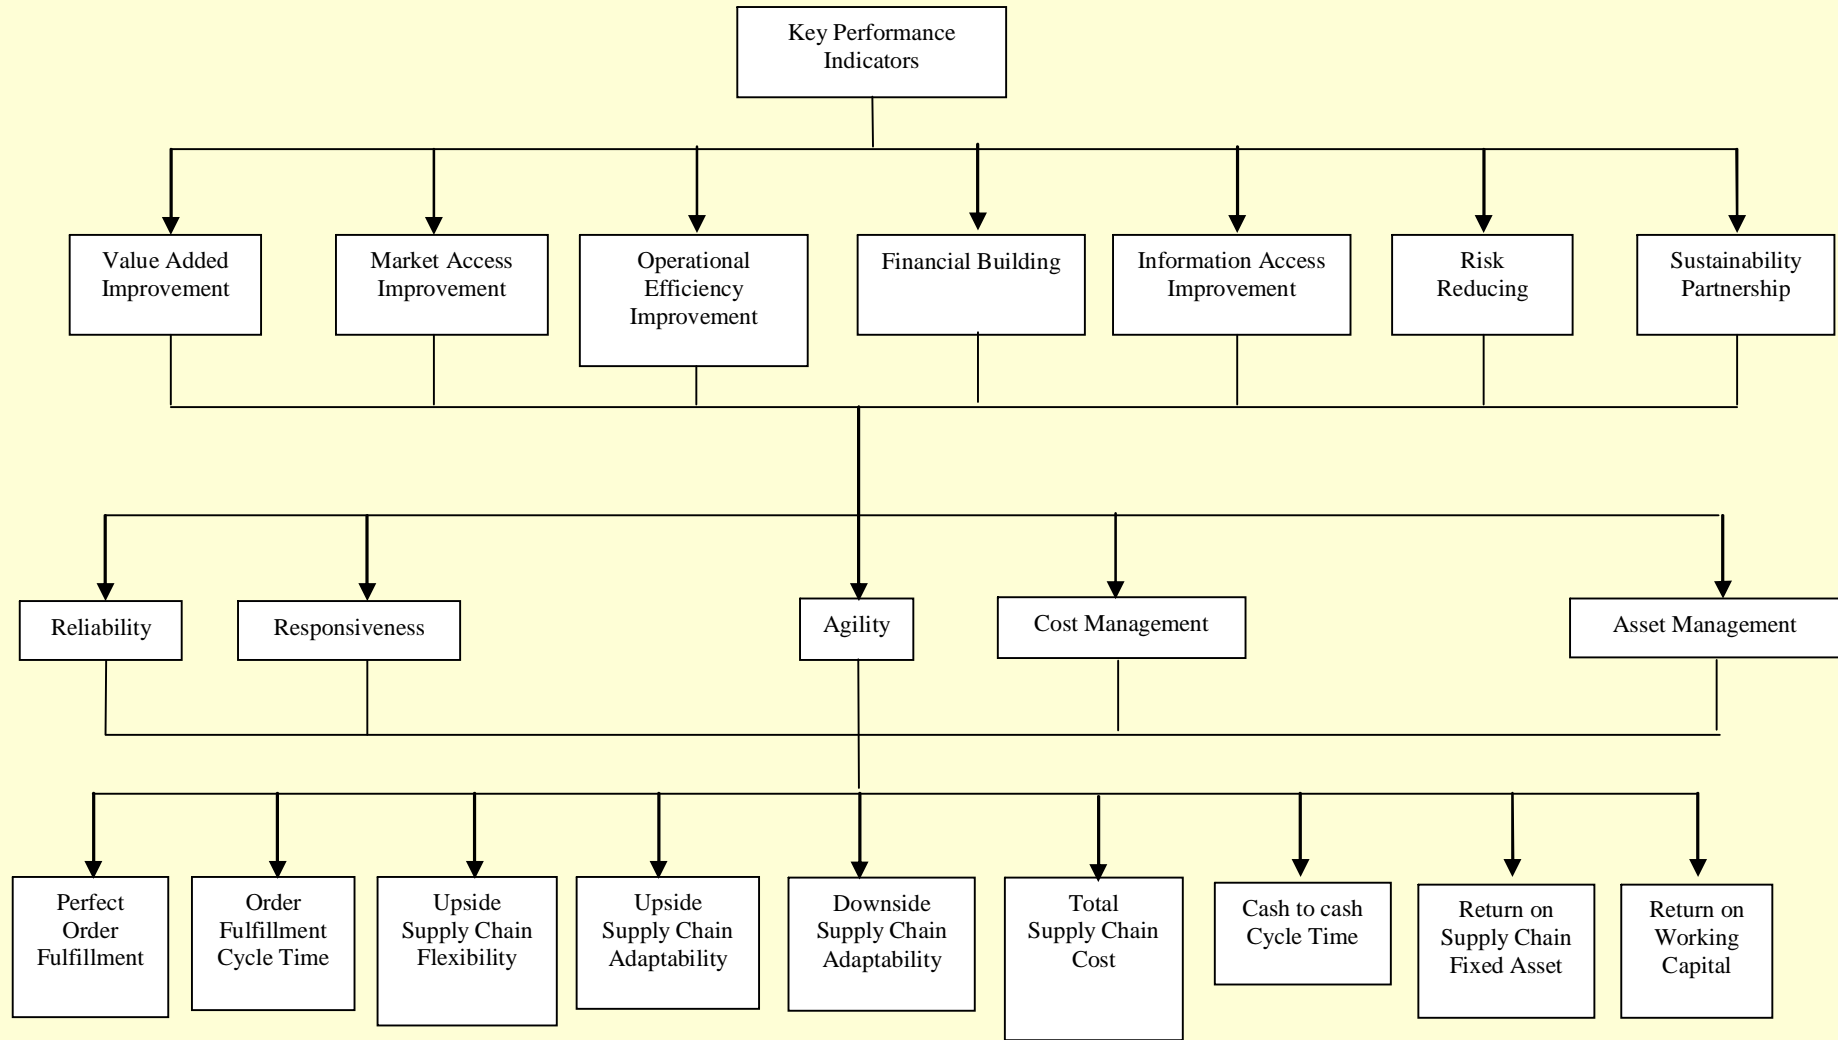 Key Performance
Indicators
Value Added
Improvement
Market Access
Improvement
Operational
Efficiency
Improvement
Financial Building
Information Access
Improvement
Risk
Reducing
Sustainability
Partnership
Reliability
Responsiveness
Agility
Cost Management
Asset Management
Perfect
Order
Fulfillment
Order
Fulfillment
Cycle Time
Upside
Supply Chain
Flexibility
Upside
Supply Chain
Adaptability
Downside
Supply Chain
Adaptability
Total
Supply Chain
Cost
Cash to cash
Cycle Time
Return on
Supply Chain
Fixed Asset
Return on
Working
Capital